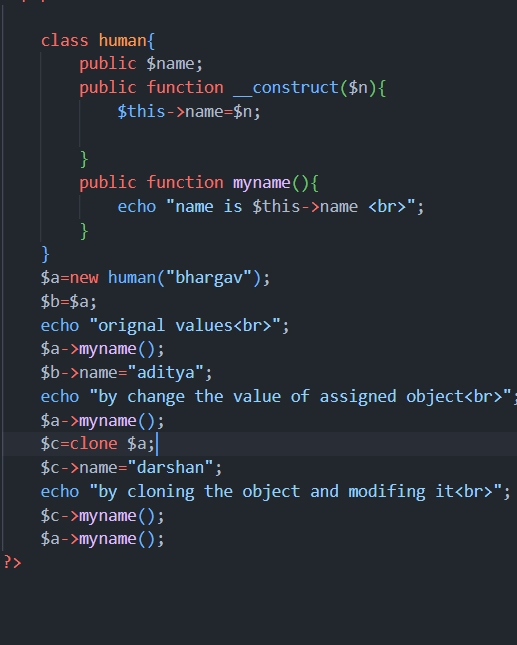 class human{
public $name;
public function __construct($n){
$this->name=$n;
}
public function myname(){
echo "name is $this->name <br>";
}
}
$a=new human("bhargav");
$b=$a;
echo "orignal values<br>";
$a->myname();
$b->name="aditya";
echo "by change the value of assigned object<br>";
$a->myname();
$c=clone $a;
$c->name="darshan";
echo "by cloning the object and modifing it<br>";
$c->myname();
$a->myname();
?>